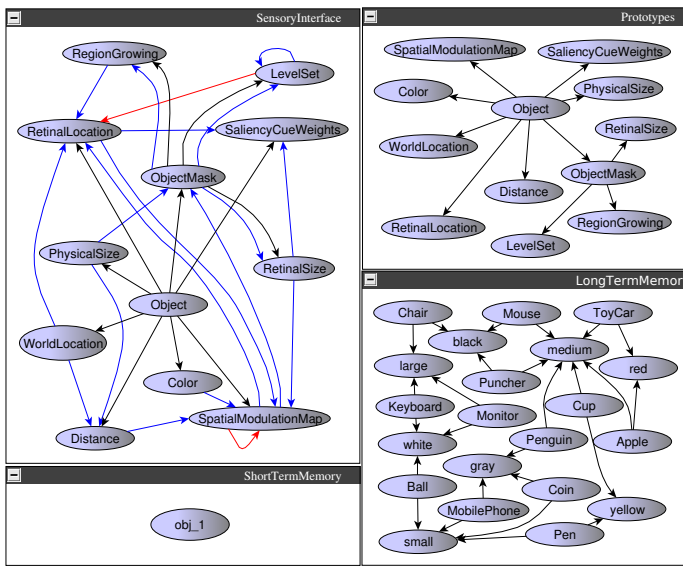 SensoryInterface
RegionGrowing
LevelSet
RetinalLocation
SaliencyCueWeights
ObjectMask
PhysicalSize
RetinalSize
Object
WorldLocation
Color
SpatialModulationMap
Distance
ShortTermMemory
obj_1
Prototypes
SpatialModulationMap
SaliencyCueWeights
Color
PhysicalSize
Object
RetinalSize
WorldLocation
ObjectMask
Distance
RetinalLocation
RegionGrowing
LevelSet
LongTermMemor
Chair
Mouse
ToyCar
black
medium
large
red
Puncher
Keyboard
Monitor
Cup
white
Penguin
Apple
gray
Ball
Coin
MobilePhone
yellow
small
Pen